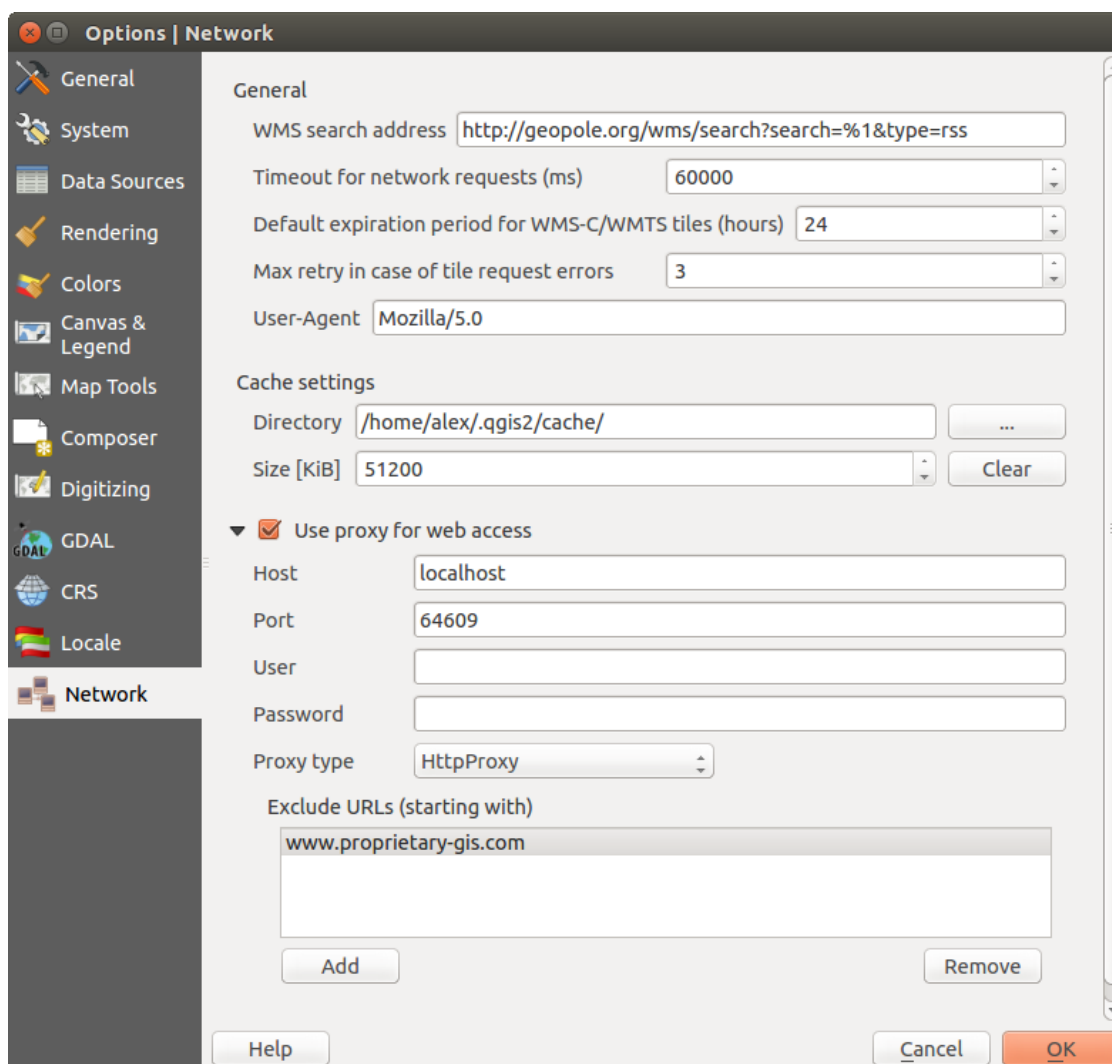 Options | Network
General
System
Data Sources
Rendering
Colors
Canvas &
Legend
Map Tools
Composer
Digitizing
GDAL
GDAL
CRS
Locale
Network
General
WMS search address http://geopole.org/wms/search?search=%1&type=rss
Timeout for network requests (ms) 60000
Default expiration period for WMS-C/WMTS tiles (hours) 24
Max retry in case of tile request errors 3
User-Agent Mozilla/5.0
Cache settings
Directory /home/alex/.qgis2/cache/ ...
Size [KiB] 51200 Clear
Use proxy for web access
Host localhost
Port 64609
User
Password
Proxy type HttpProxy
Exclude URLs (starting with)
www.proprietary-gis.com
Add Remove
Help Cancel OK